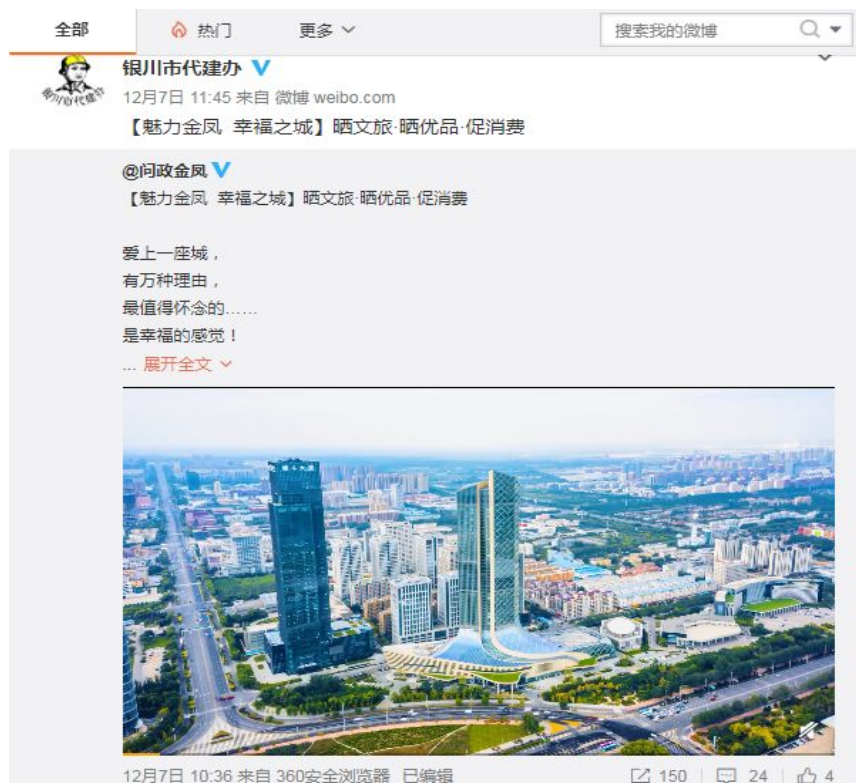 全部 热门 更多 搜索我的微博
银川市代建办
12月7日 11:45 来自 微博 weibo.com
【魅力金凤 幸福之城】晒文旅·晒优品·促消费
@问政金凤
【魅力金凤 幸福之城】晒文旅·晒优品·促消费
爱上一座城，
有万种理由，
最值得怀念的……
是幸福的感觉！
... 展开全文
12月7日 10:36 来自 360安全浏览器 已编辑 150 24 4